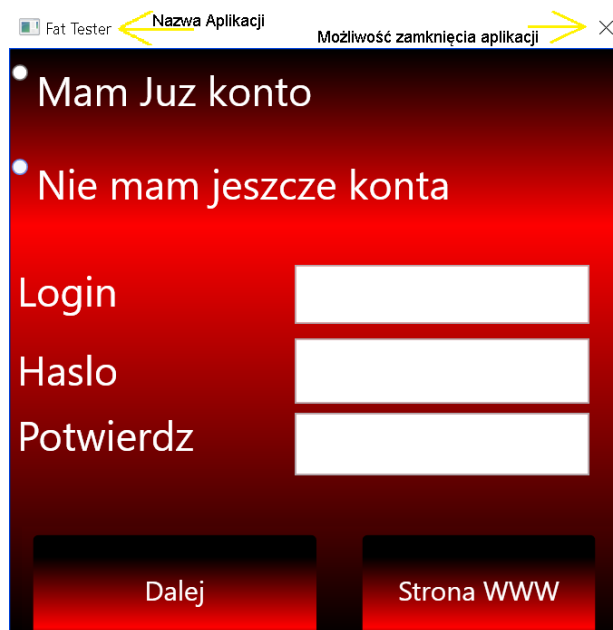 Fat Tester
Nazwa Aplikacji
Możliwość zamknięcia aplikacji
Mam Juz konto
Nie mam jeszcze konta
Login
Haslo
Potwierdz
Dalej
Strona WWW